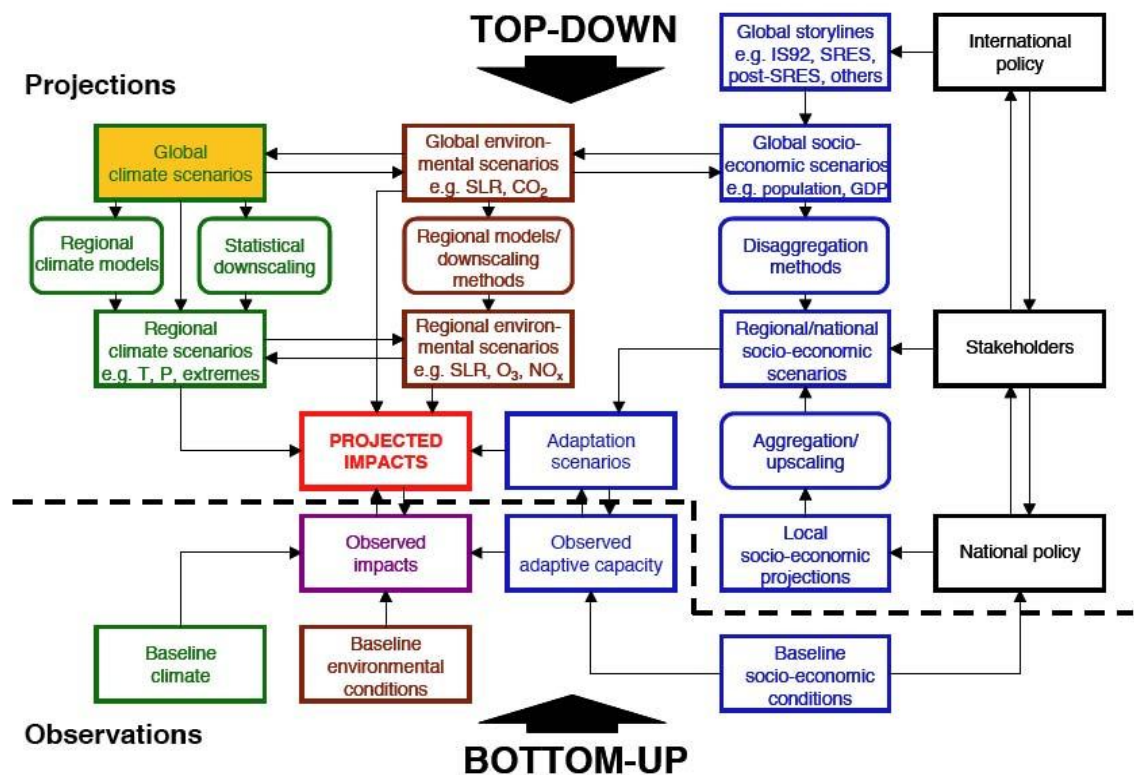 TOP-DOWN
Projections
Global storylines
e.g. IS92, SRES,
post-SRES, others
International
policy
Global
climate scenarios
Global environ-
mental scenarios
e.g. SLR, CO₂
Global socio-
economic scenarios
e.g. population, GDP
Regional
climate models
Statistical
downscaling
Regional models/
downscaling
methods
Disaggregation
methods
Regional
climate scenarios
e.g. T, P, extremes
Regional environ-
mental scenarios
e.g. SLR, O₃, NOₓ
Regional/national
socio-economic
scenarios
Stakeholders
PROJECTED
IMPACTS
Adaptation
scenarios
Aggregation/
upscaling
Observed
impacts
Observed
adaptive capacity
Local
socio-economic
projections
National policy
Baseline
climate
Baseline
environmental
conditions
Baseline
socio-economic
conditions
Observations
BOTTOM-UP